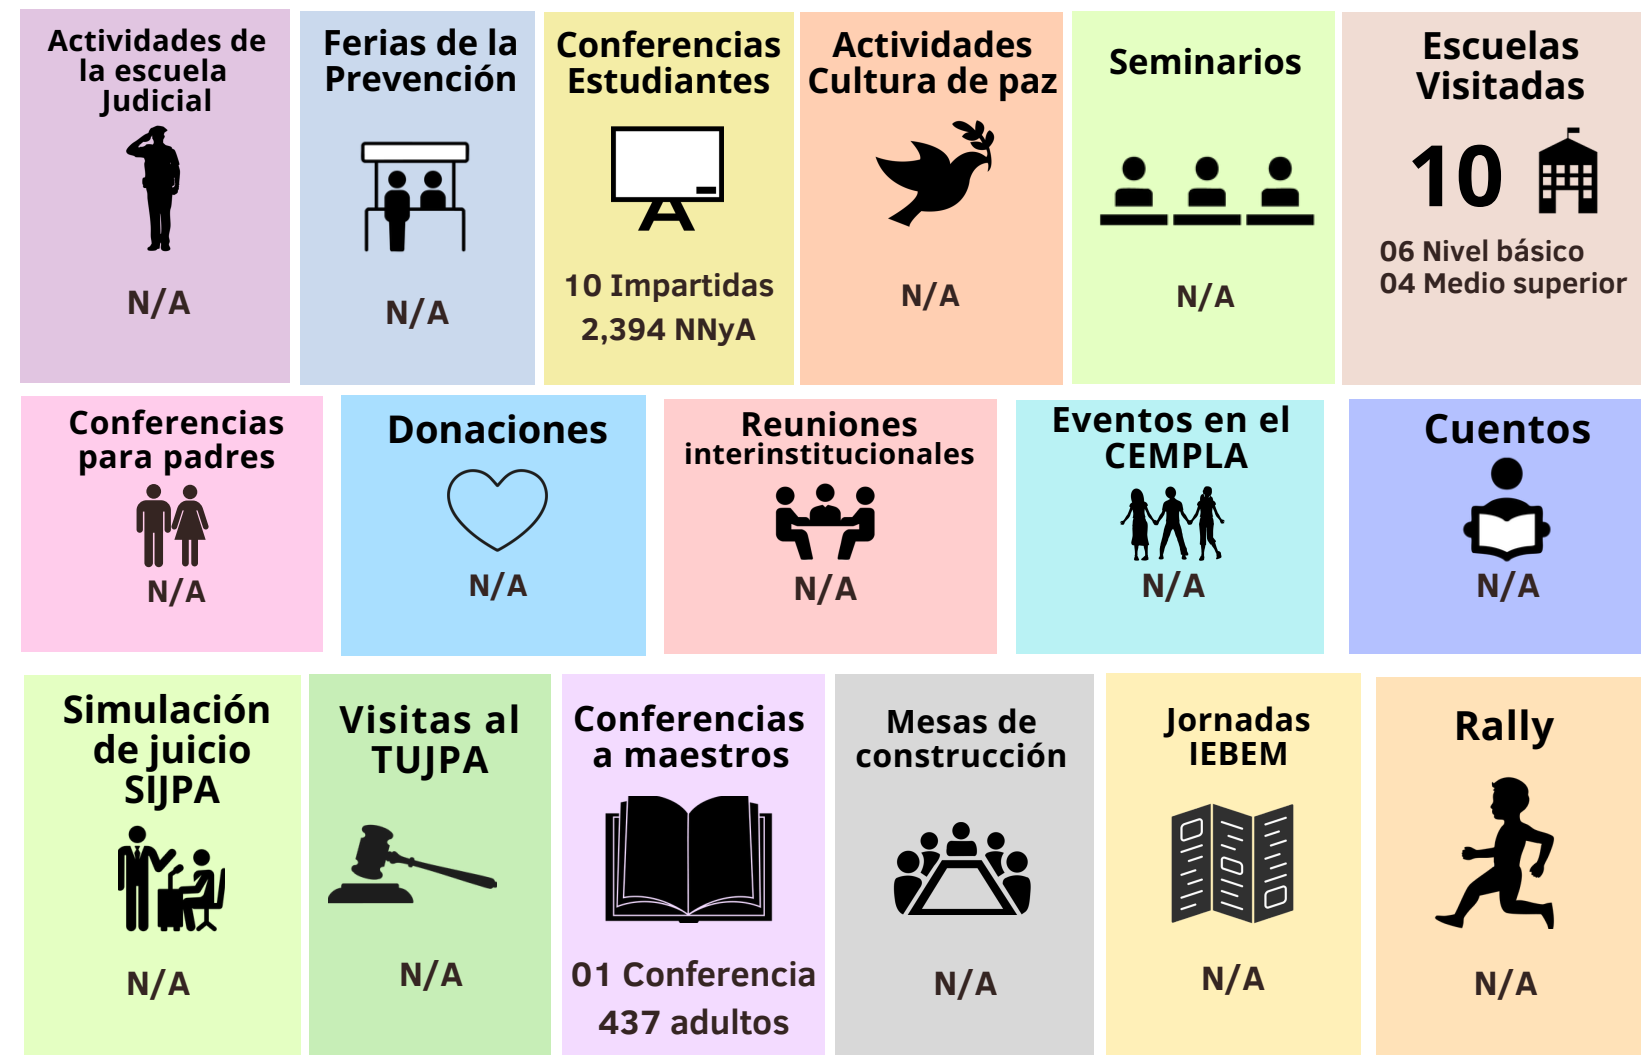 Actividades de
la escuela
Judicial
N/A
Ferias de la
Prevención
N/A
Conferencias
Estudiantes
10 Impartidas
2,394 NNyA
Actividades
Cultura de paz
N/A
Seminarios
N/A
Escuelas
Visitadas
10
06 Nivel básico
04 Medio superior
Conferencias
para padres
N/A
Donaciones
N/A
Reuniones
interinstitucionales
N/A
Eventos en el
CEMPLA
N/A
Cuentos
N/A
Simulación
de juicio
SIJPA
N/A
Visitas al
TUJPA
N/A
Conferencias
a maestros
01 Conferencia
437 adultos
Mesas de
construcción
N/A
Jornadas
IEBEM
N/A
Rally
N/A